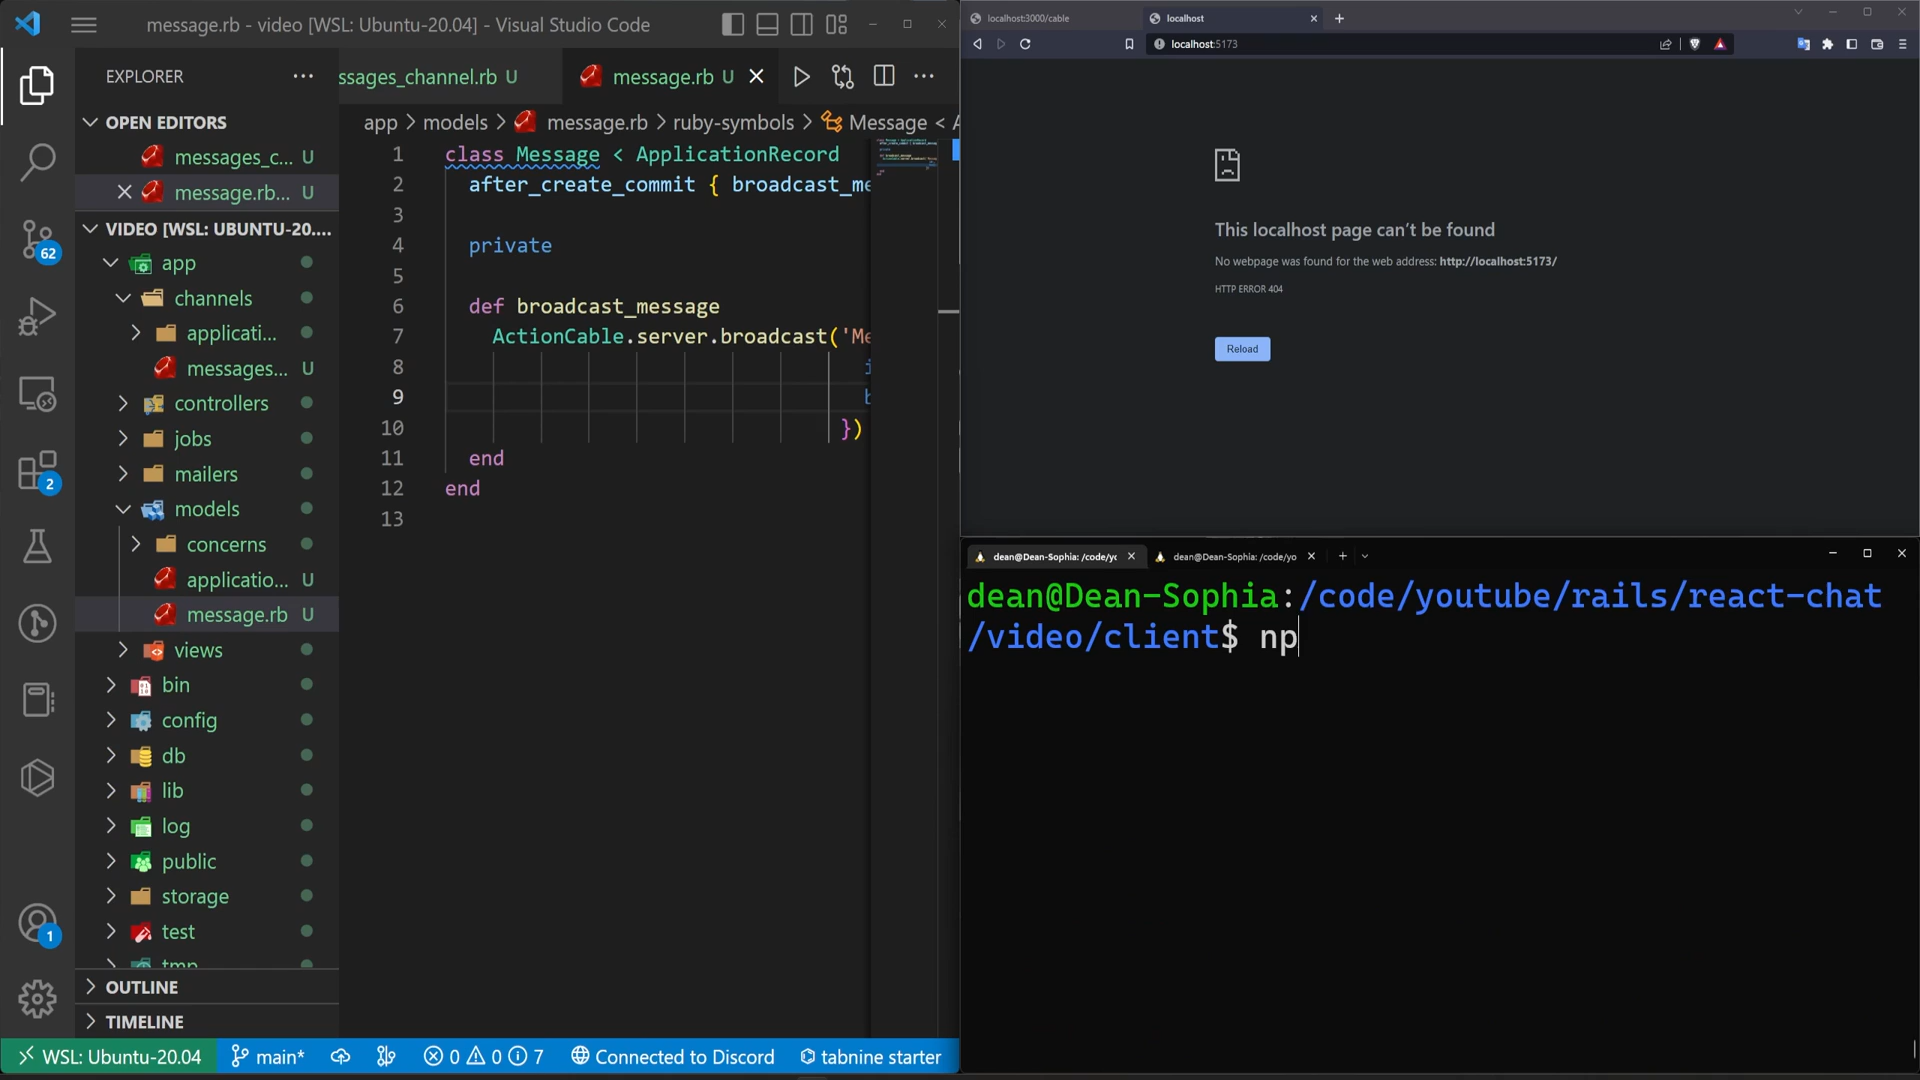 message.rb - video [WSL: Ubuntu-20.04] - Visual Studio Code
EXPLORER
OPEN EDITORS
messages_c... U
message.rb... U
VIDEO [WSL: UBUNTU-20....
app
channels
applicati...
messages... U
controllers
jobs
mailers
models
concerns
applicatio... U
message.rb U
views
bin
config
db
lib
log
public
storage
test
tmp
OUTLINE
TIMELINE
62
2
1
ssages_channel.rb U
message.rb U
app > models > message.rb > ruby-symbols > Message <
1 class Message < ApplicationRecord
2 after_create_commit { broadcast_me
3
4 private
5
6 def broadcast_message
7 ActionCable.server.broadcast('Me
8 i
9 b
10 })
11 end
12 end
13
WSL: Ubuntu-20.04 main* 0 0 7 Connected to Discord tabnine starter
localhost:3000/cable
localhost
localhost:5173
This localhost page can't be found
No webpage was found for the web address: http://localhost:5173/
HTTP ERROR 404
Reload
dean@Dean-Sophia: /code/yo
dean@Dean-Sophia: /code/yo
dean@Dean-Sophia:/code/youtube/rails/react-chat
/video/client$ np